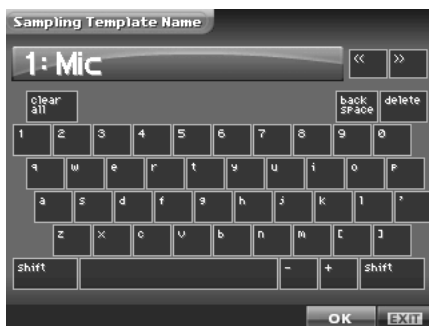 Sampling Template Name
1: Mic << >>
clear all back space delete
1 2 3 4 5 6 7 8 9 0
q w e r t y u i o p
a s d f g h j k l '
z x c v b n m [ ]
shift - + shift
OK EXIT